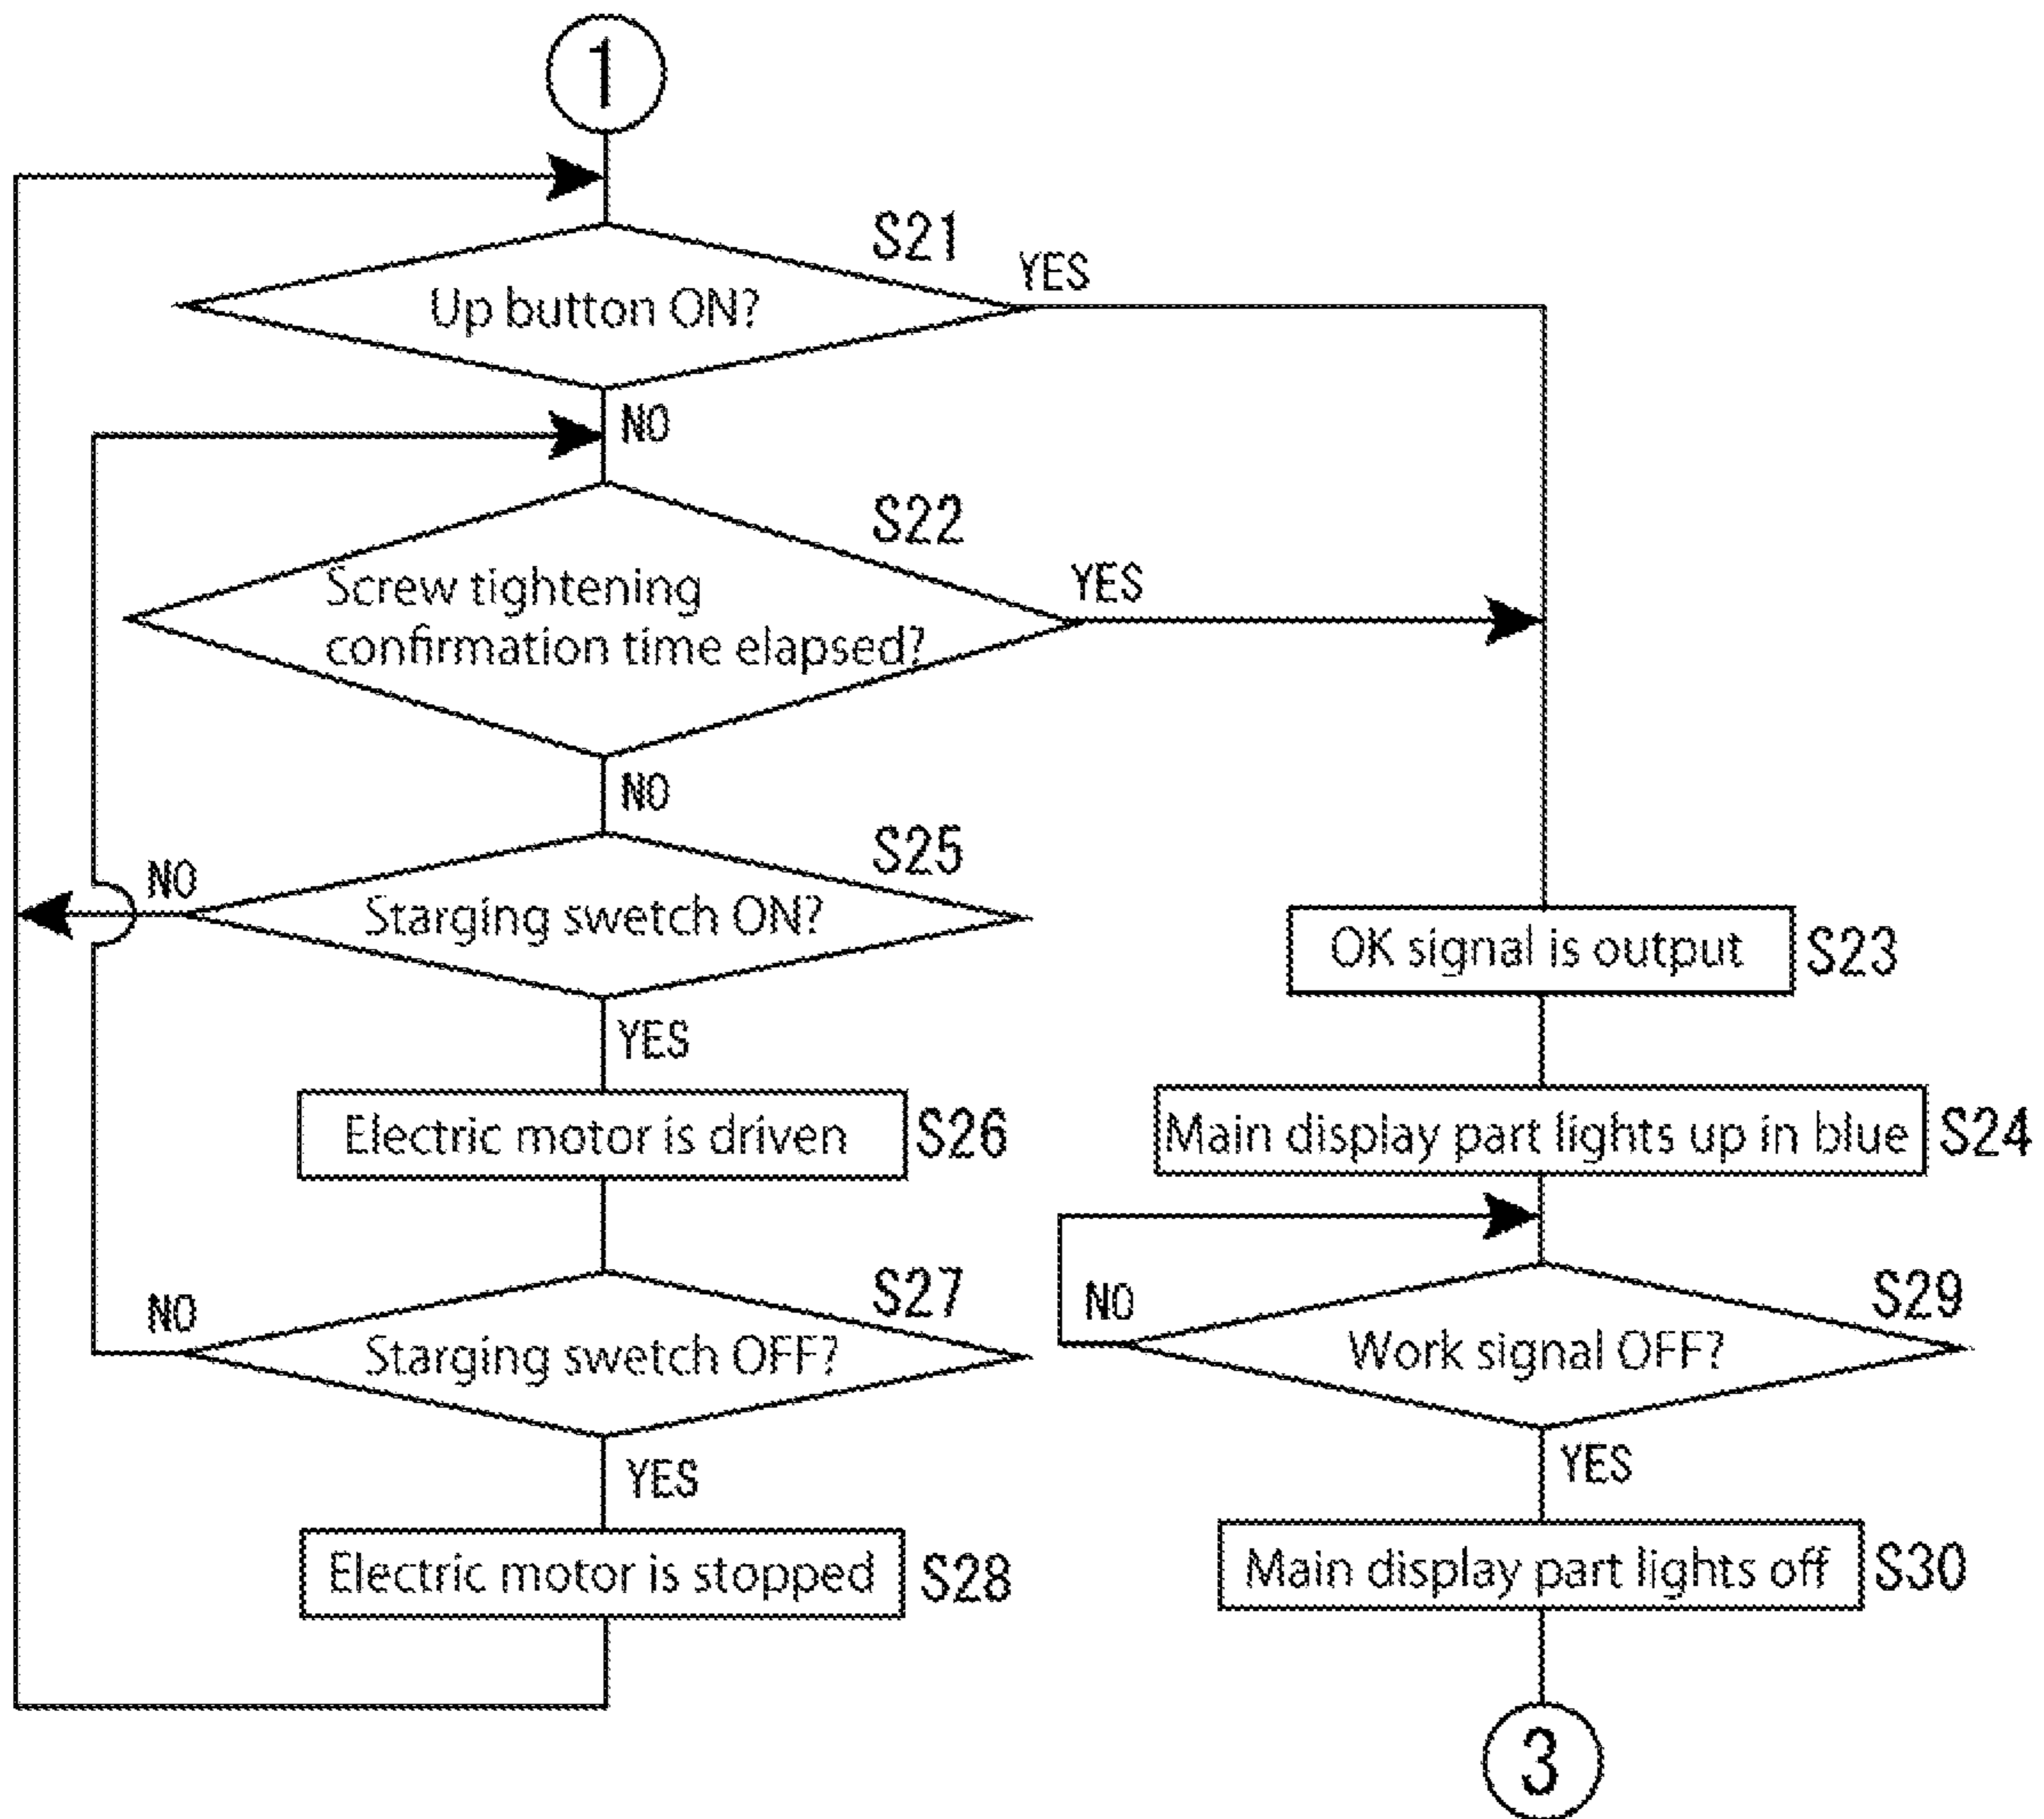 1
S21
Up button ON?
YES
NO
S22
Screw tightening
confirmation time elapsed?
YES
NO
S25
Starging swetch ON?
NO
YES
Electric motor is driven
S26
S27
Starging swetch OFF?
NO
YES
Electric motor is stopped
S28
OK signal is output
S23
Main display part lights up in blue
S24
S29
Work signal OFF?
NO
YES
Main display part lights off
S30
3